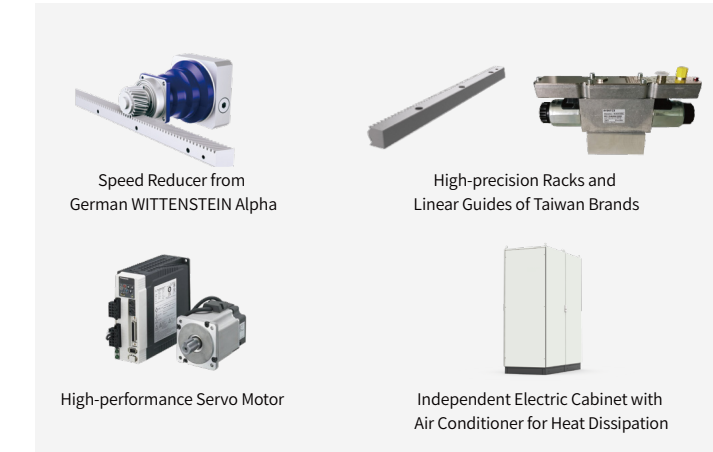 Speed Reducer from
German WITTENSTEIN Alpha
High-precision Racks and
Linear Guides of Taiwan Brands
High-performance Servo Motor
Independent Electric Cabinet with
Air Conditioner for Heat Dissipation